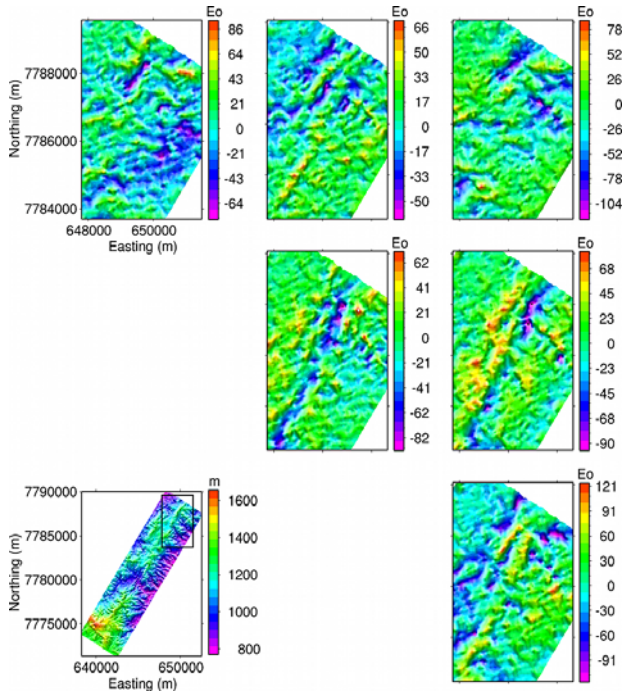 Eo Eo Eo
86 66 78
64 50 52
43 33 26
21 17 0
0 0 -26
-21 -17 -52
-43 -33 -78
-64 -50 -104
7788000
7786000
7784000
Northing (m)
648000 650000
Easting (m)
Eo Eo
62 68
41 45
21 23
0 0
-21 -23
-41 -45
-62 -68
-82 -90
m Eo
1600 121
1400 91
1200 60
1000 30
800 0
-30
-60
-91
7790000
7785000
7780000
7775000
Northing (m)
640000 650000
Easting (m)